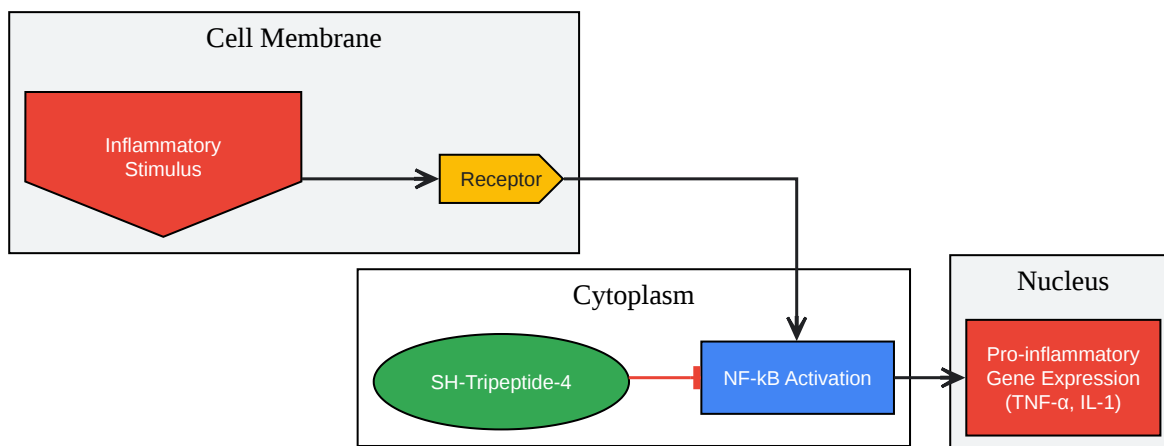 Cell Membrane
Inflammatory
Stimulus
Receptor
Cytoplasm
SH-Tripeptide-4
NF-kB Activation
Nucleus
Pro-inflammatory
Gene Expression
(TNF-α, IL-1)